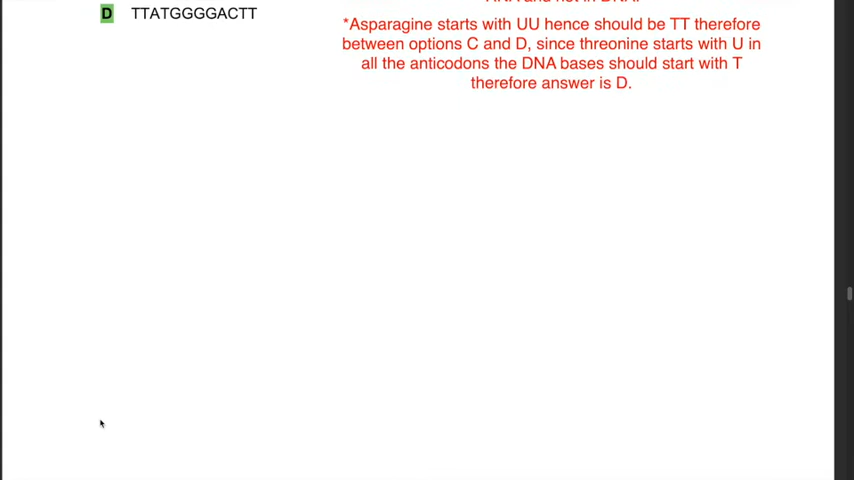 D TTATGGGGACTT
*Asparagine starts with UU hence should be TT therefore
between options C and D, since threonine starts with U in
all the anticodons the DNA bases should start with T
therefore answer is D.